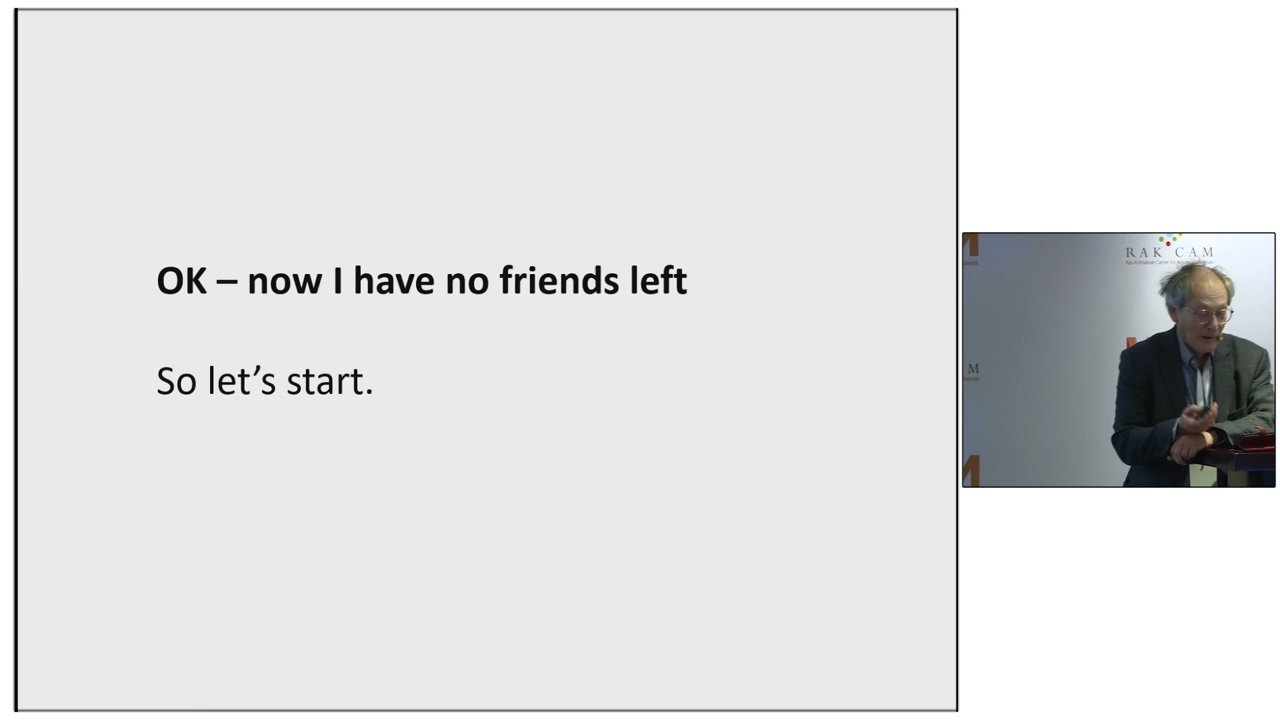 OK – now I have no friends left
So let's start.
RAK CAM
M